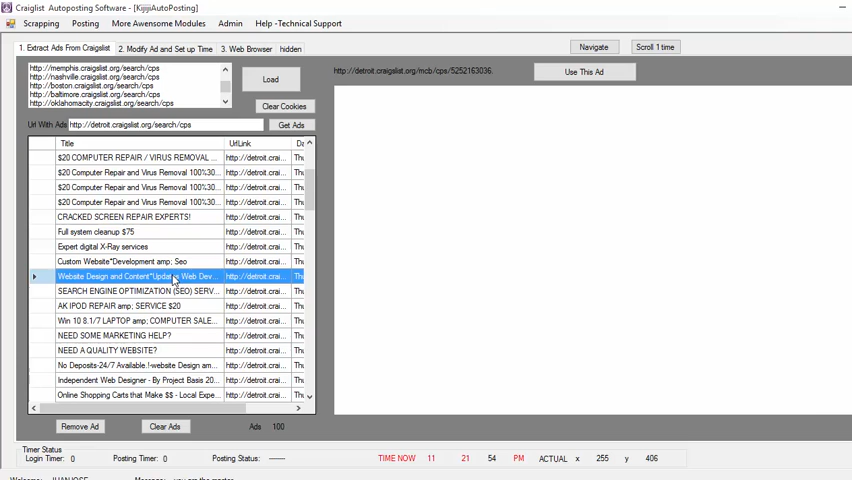 Craiglist Autoposting Software - [KijijiAutoPosting]
Scrapping Posting More Awesome Modules Admin Help -Technical Support
1. Extract Ads From Craigslist 2. Modify Ad and Set up Time 3. Web Browser hidden Navigate Scroll 1 time
http://memphis.craigslist.org/search/cps
http://nashville.craigslist.org/search/cps
http://boston.craigslist.org/search/cps
http://baltimore.craigslist.org/search/cps
http://oklahomacity.craigslist.org/search/cps
Load
Clear Cookies
http://detroit.craigslist.org/mcb/cps/5252163036. Use This Ad
Url With Ads http://detroit.craigslist.org/search/cps Get Ads
Title UrlLink Da
$20 COMPUTER REPAIR / VIRUS REMOVAL ... http://detroit.crai... Thu
$20 Computer Repair and Virus Removal 100%30... http://detroit.crai... Thu
$20 Computer Repair and Virus Removal 100%30... http://detroit.crai... Thu
$20 Computer Repair and Virus Removal 100%30... http://detroit.crai... Thu
CRACKED SCREEN REPAIR EXPERTS! http://detroit.crai... Thu
Full system cleanup $75 http://detroit.crai... Thu
Expert digital X-Ray services http://detroit.crai... Thu
Custom Website*Development amp; Seo http://detroit.crai... Thu
Website Design and Content*Updates Web Dev... http://detroit.crai... Thu
SEARCH ENGINE OPTIMIZATION (SEO) SERV... http://detroit.crai... Thu
AK IPOD REPAIR amp; SERVICE $20 http://detroit.crai... Thu
Win 10 8.1/7 LAPTOP amp; COMPUTER SALE... http://detroit.crai... Thu
NEED SOME MARKETING HELP? http://detroit.crai... Thu
NEED A QUALITY WEBSITE? http://detroit.crai... Thu
No Deposits-24/7 Available.!-website Design am... http://detroit.crai... Thu
Independent Web Designer - By Project Basis 20... http://detroit.crai... Thu
Online Shopping Carts that Make $$ - Local Expe... http://detroit.crai... Thu
Remove Ad Clear Ads Ads 100
Timer Status
Login Timer: 0 Posting Timer: 0 Posting Status: ------ TIME NOW 11 21 54 PM ACTUAL x 255 y 406